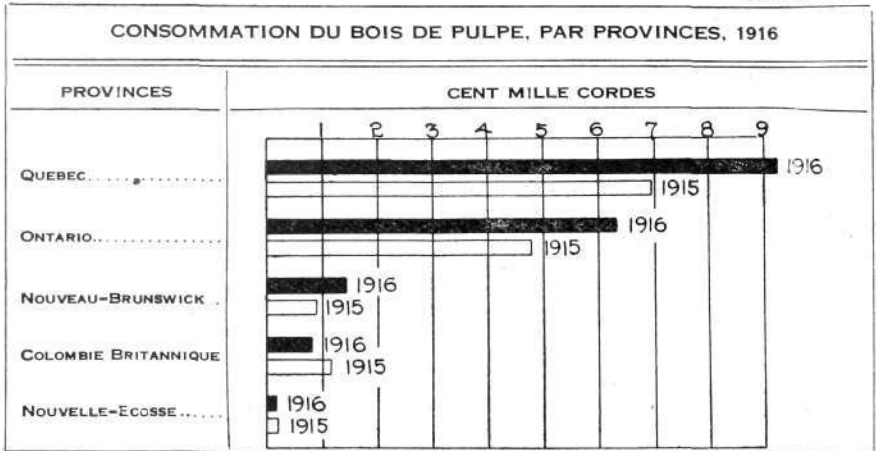 CONSOMMATION DU BOIS DE PULPE, PAR PROVINCES, 1916
PROVINCES
CENT MILLE CORDES
1 2 3 4 5 6 7 8 9
QUEBEC............
1916
1915
ONTARIO............
1916
1915
NOUVEAU-BRUNSWICK .
1916
1915
COLOMBIE BRITANNIQUE
1916
1915
NOUVELLE-ECOSSE......
1916
1915